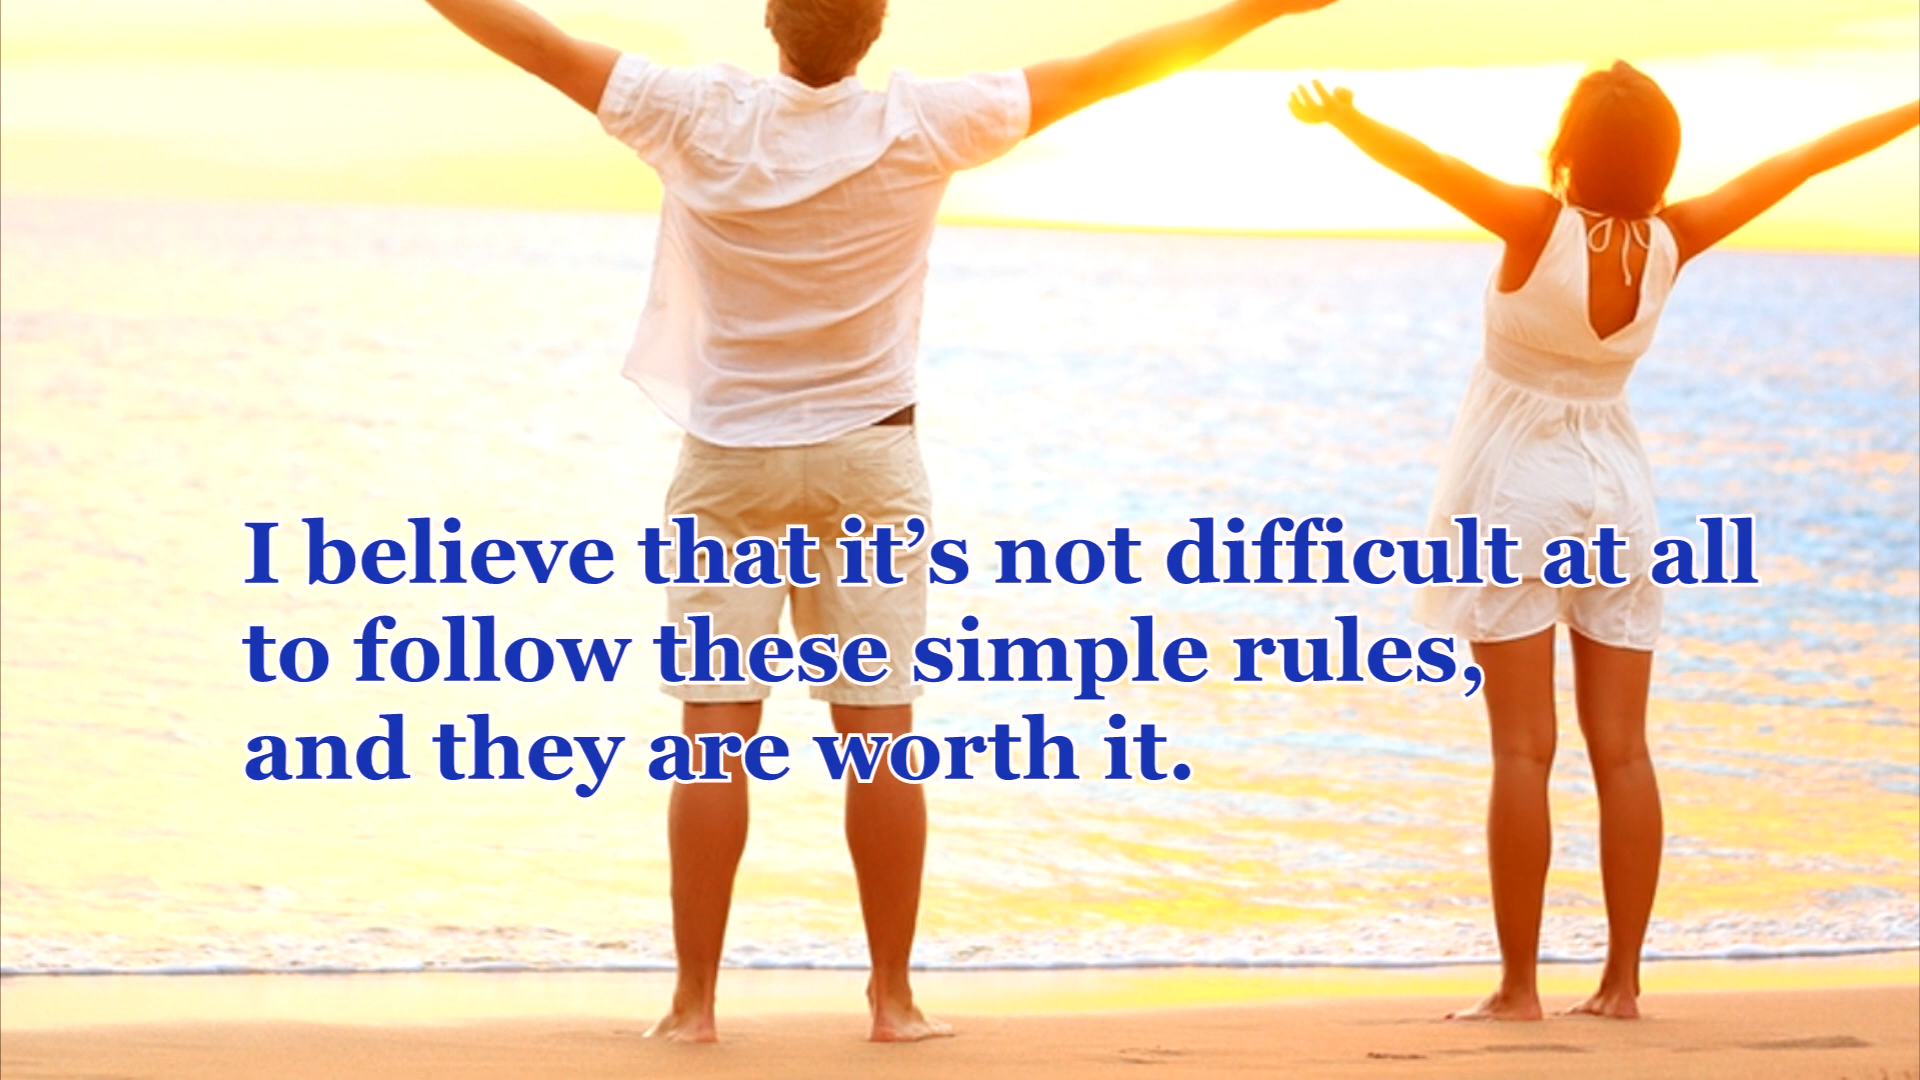 I believe that it’s not difficult at all
to follow these simple rules,
and they are worth it.